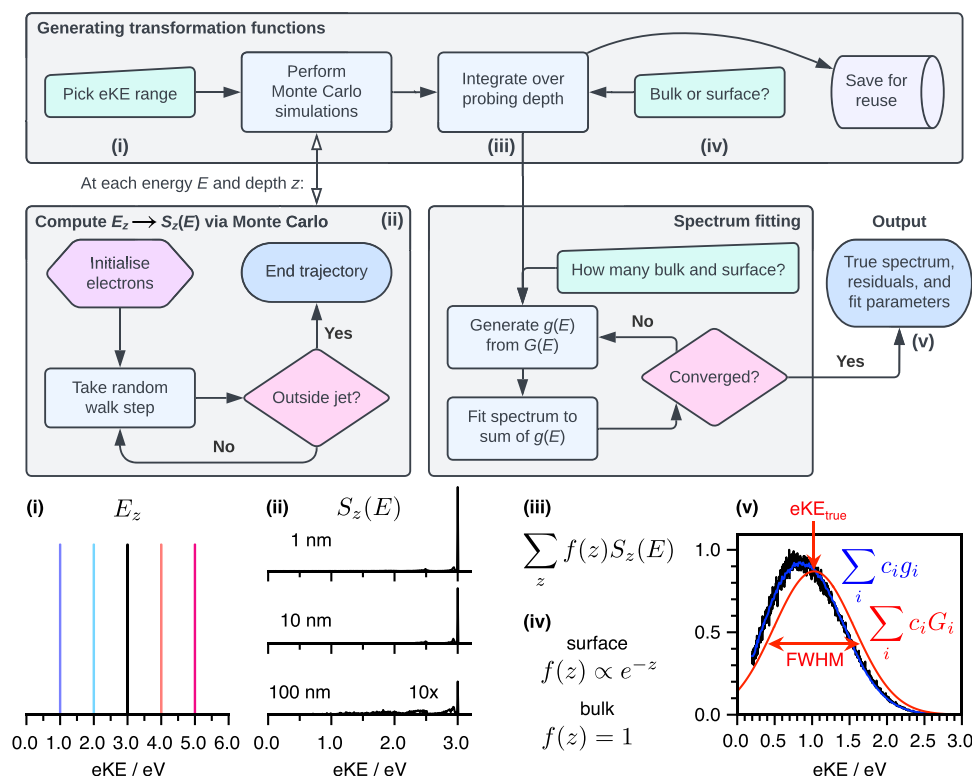 Generating transformation functions
Pick eKE range
Perform
Monte Carlo
simulations
Integrate over
probing depth
Bulk or surface?
Save for
reuse
(i)
(iii)
(iv)
At each energy E and depth z:
Compute E_z → S_z(E) via Monte Carlo
(ii)
Initialise
electrons
End trajectory
Yes
Take random
walk step
Outside jet?
No
Spectrum fitting
How many bulk and surface?
Generate g(E)
from G(E)
No
Converged?
Fit spectrum to
sum of g(E)
Yes
Output
True spectrum,
residuals, and
fit parameters
(v)
(i)
E_z
0.0 1.0 2.0 3.0 4.0 5.0 6.0
eKE / eV
(ii)
S_z(E)
1 nm
10 nm
100 nm 10x
0.0 1.0 2.0 3.0
eKE / eV
(iii)
∑_z f(z)S_z(E)
(iv)
surface
f(z) ∝ e^{-z}
bulk
f(z) = 1
(v)
eKE_true
∑_i c_i g_i
∑_i c_i G_i
FWHM
1.0
0.5
0.0
0.0 0.5 1.0 1.5 2.0 2.5 3.0
eKE / eV